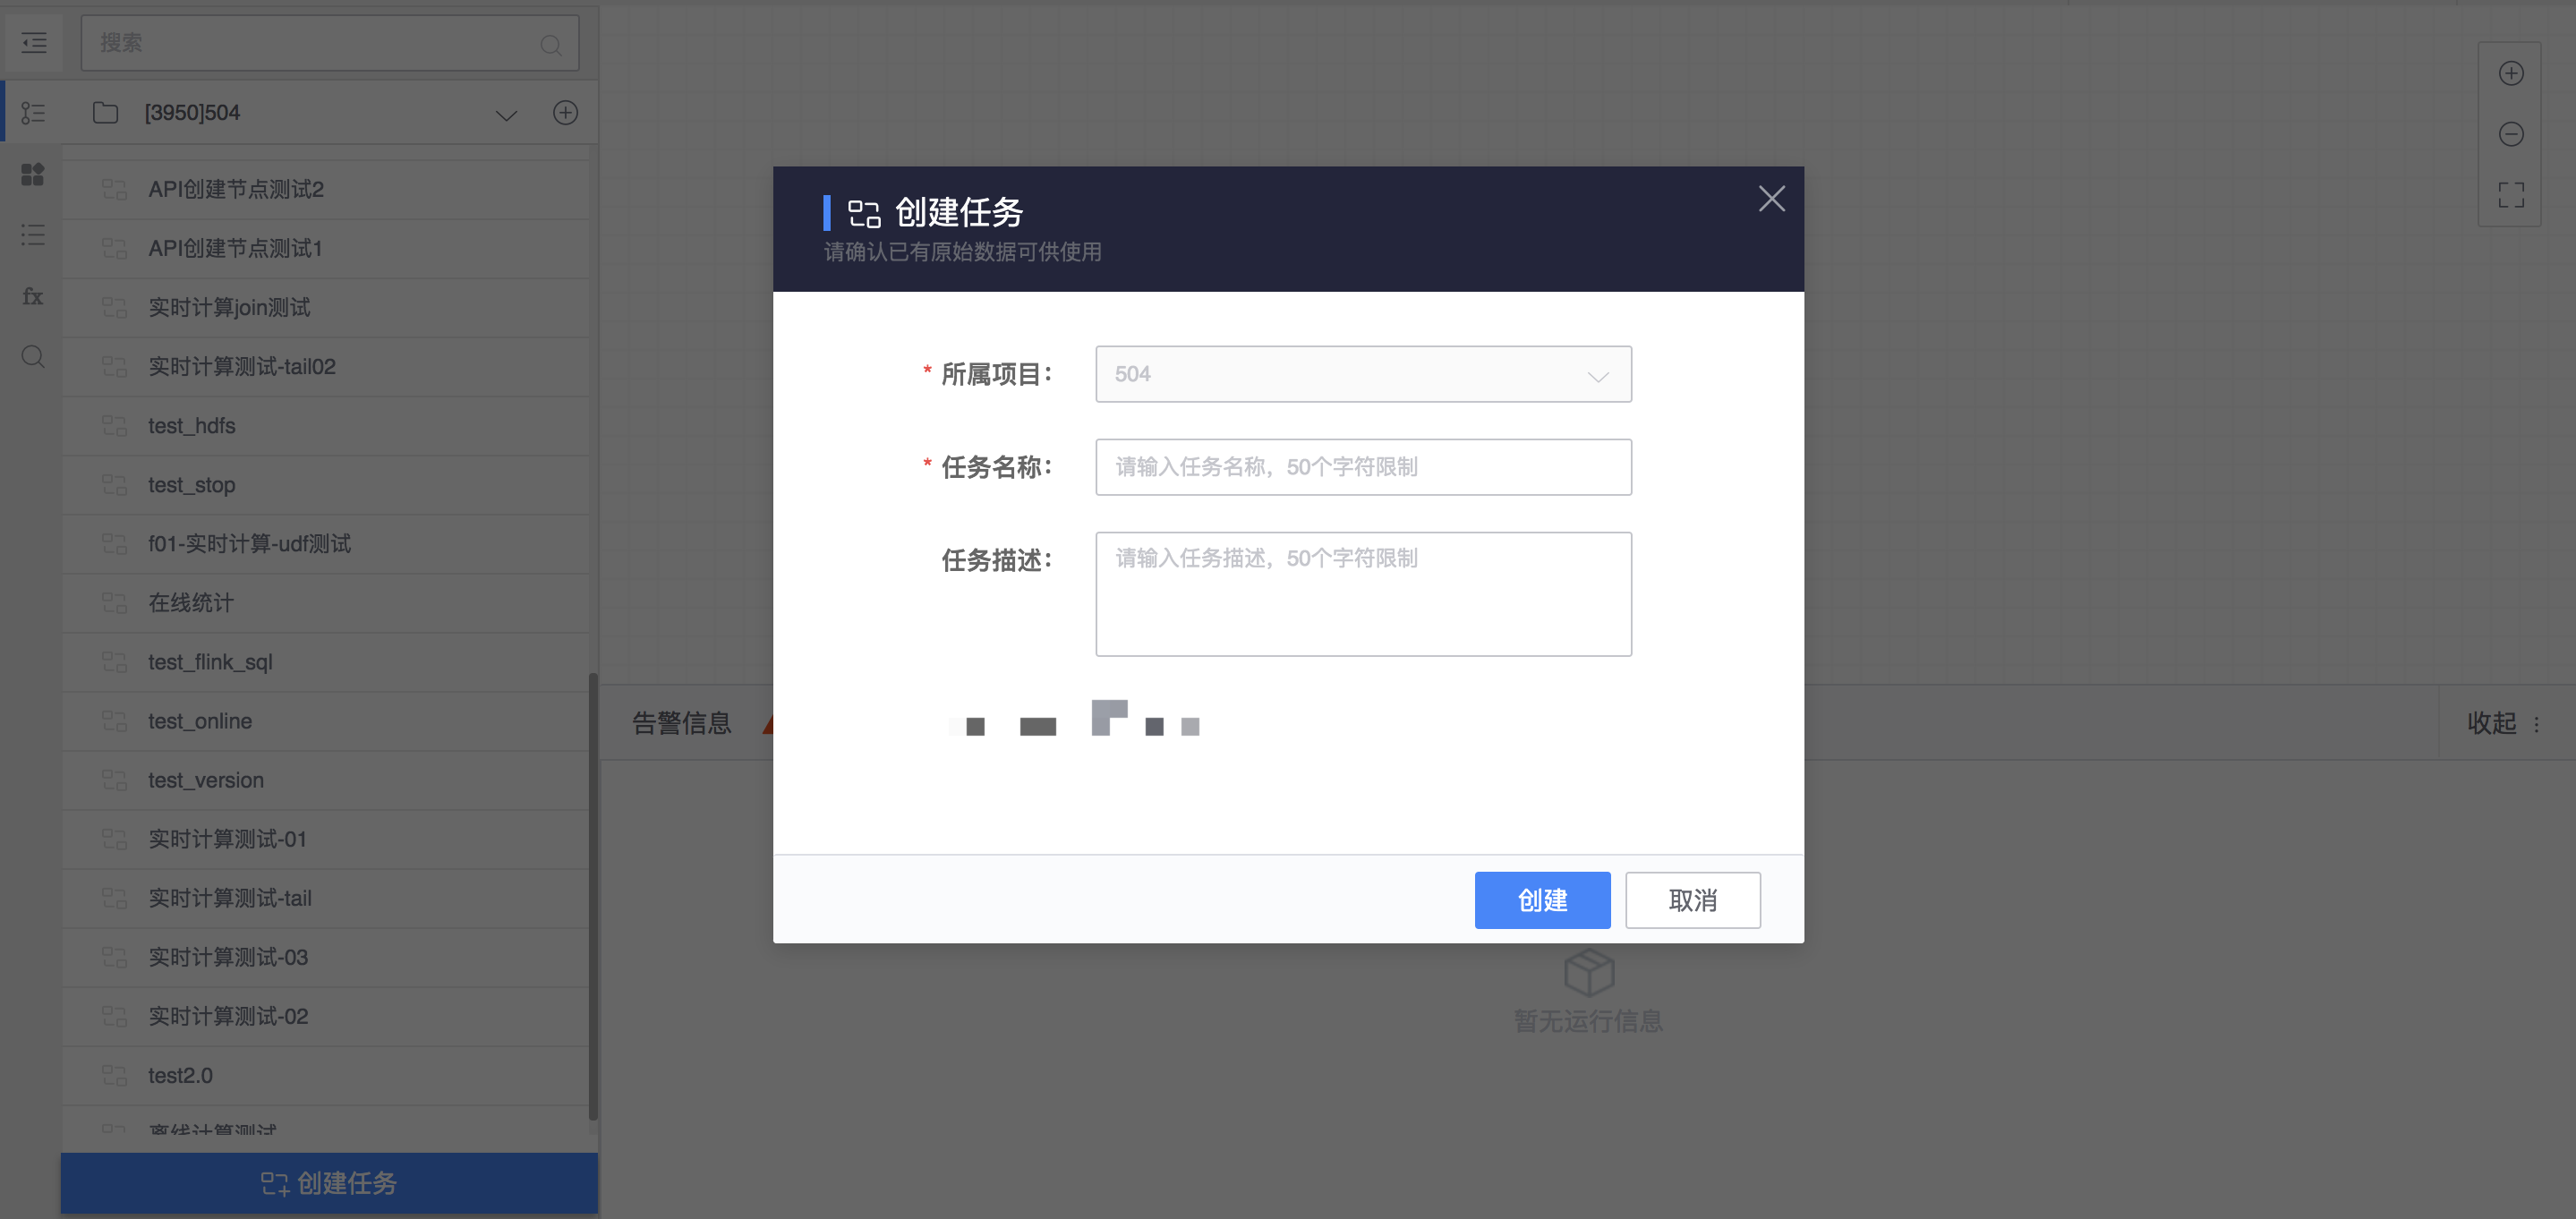 搜索
[3950]504
API创建节点测试2
API创建节点测试1
实时计算join测试
实时计算测试-tail02
test_hdfs
test_stop
f01-实时计算-udf测试
在线统计
test_flink_sql
test_online
test_version
实时计算测试-01
实时计算测试-tail
实时计算测试-03
实时计算测试-02
test2.0
离线计算测试
创建任务
fx
创建任务
请确认已有原始数据可供使用
* 所属项目：
504
* 任务名称：
请输入任务名称，50个字符限制
任务描述：
请输入任务描述，50个字符限制
创建
取消
告警信息
收起
暂无运行信息